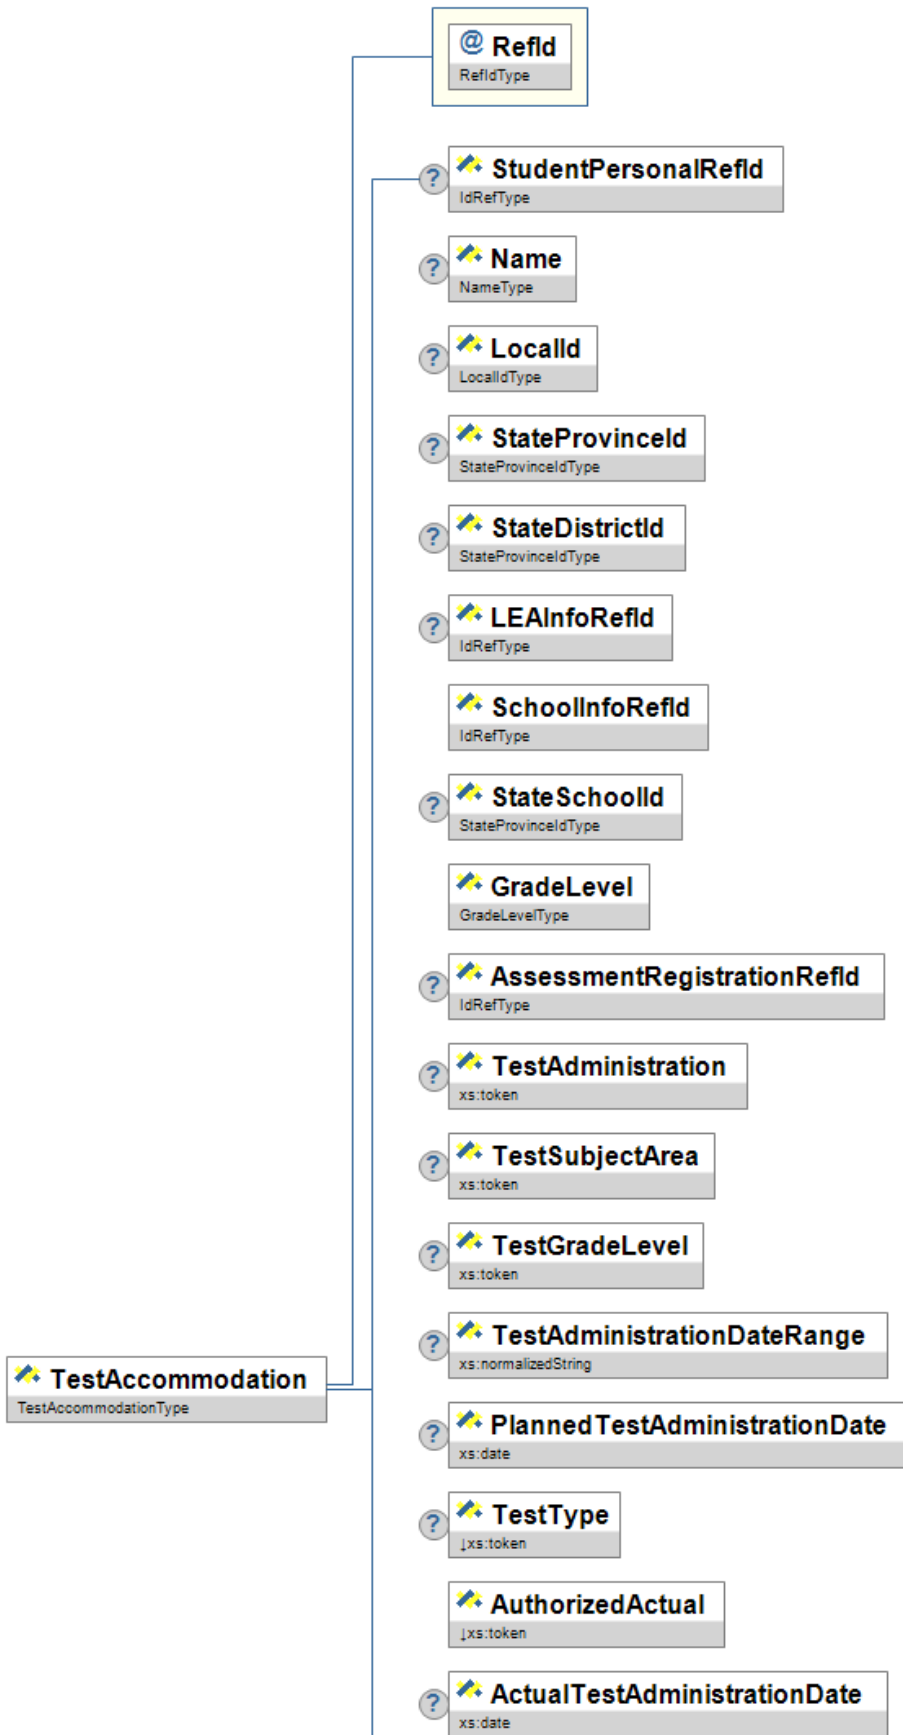 @ RefId
RefIdType
? StudentPersonalRefId
IdRefType
? Name
NameType
? LocalId
LocalIdType
? StateProvinceId
StateProvinceIdType
? StateDistrictId
StateProvinceIdType
? LEAInfoRefId
IdRefType
SchoolInfoRefId
IdRefType
? StateSchoolId
StateProvinceIdType
GradeLevel
GradeLevelType
? AssessmentRegistrationRefId
IdRefType
? TestAdministration
xs:token
? TestSubjectArea
xs:token
? TestGradeLevel
xs:token
? TestAdministrationDateRange
xs:normalizedString
TestAccommodation
TestAccommodationType
? PlannedTestAdministrationDate
xs:date
? TestType
↓xs:token
AuthorizedActual
↓xs:token
? ActualTestAdministrationDate
xs:date